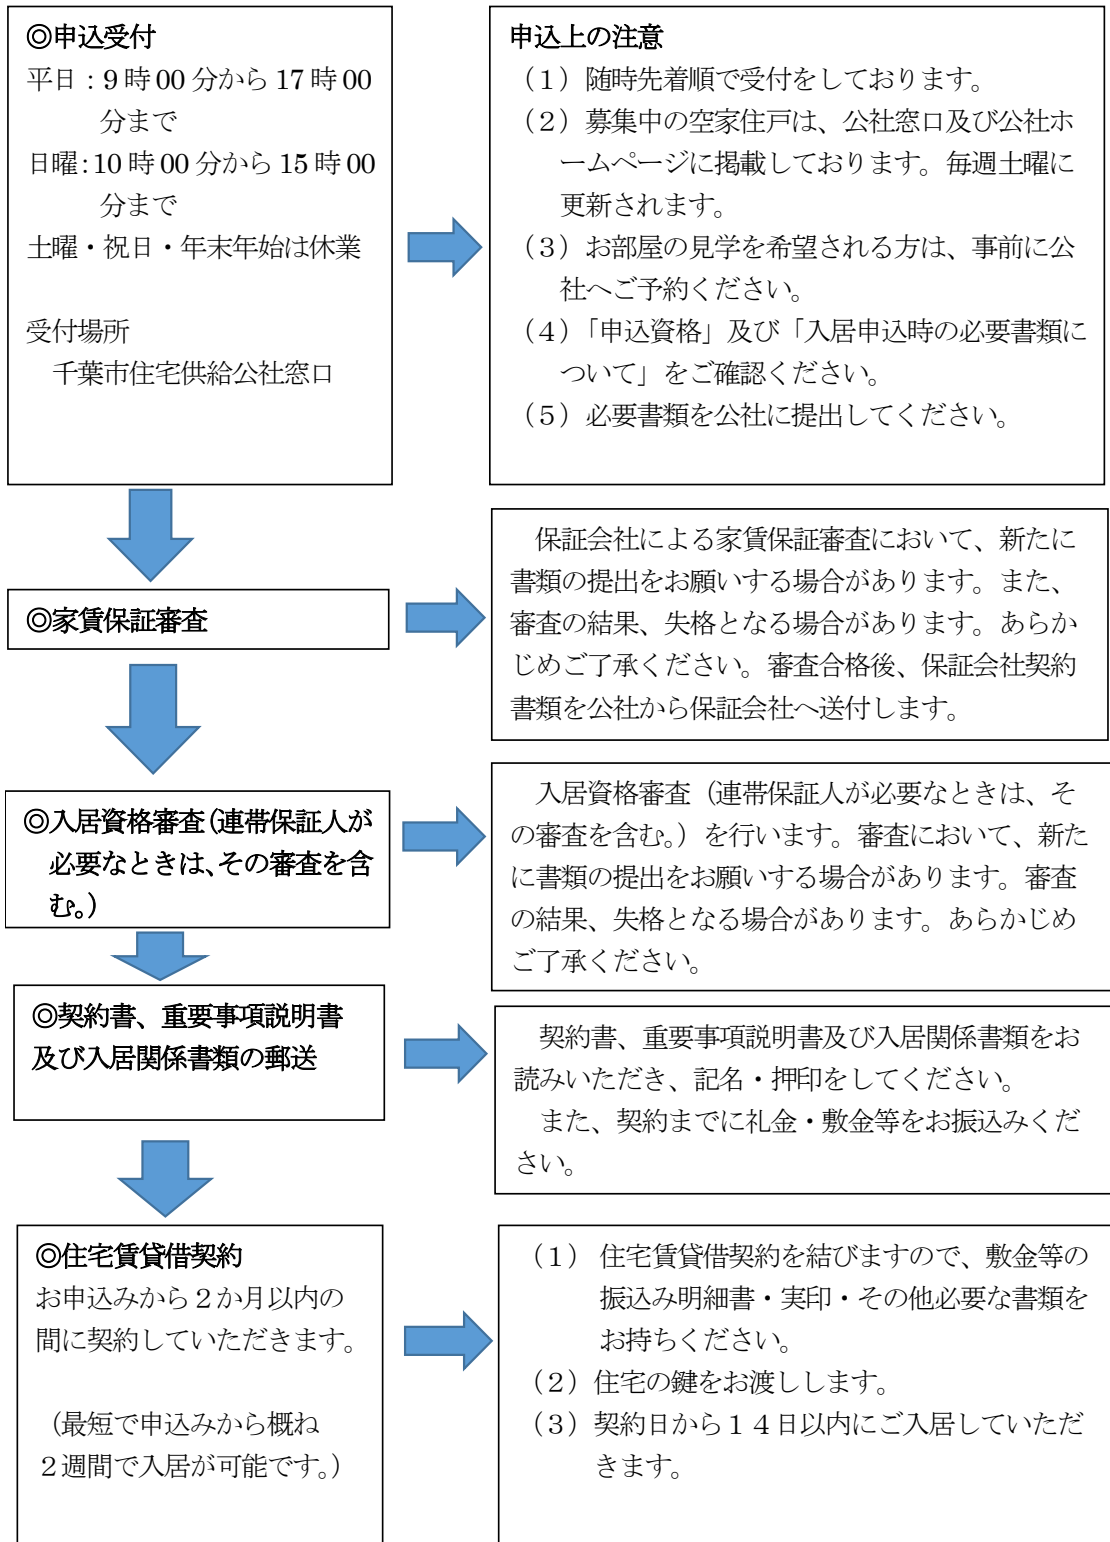 ◎申込受付
平日：9時00分から17時00
分まで
日曜：10時00分から15時00
分まで
土曜・祝日・年末年始は休業
受付場所
千葉市住宅供給公社窓口
申込上の注意
（１）随時先着順で受付をしております。
（２）募集中の空家住戸は、公社窓口及び公社ホ
ームページに掲載しております。毎週土曜に
更新されます。
（３）お部屋の見学を希望される方は、事前に公
社へご予約ください。
（４）「申込資格」及び「入居申込時の必要書類に
ついて」をご確認ください。
（５）必要書類を公社に提出してください。
◎家賃保証審査
保証会社による家賃保証審査において、新たに
書類の提出をお願いする場合があります。また、
審査の結果、失格となる場合があります。あらか
じめご了承ください。審査合格後、保証会社契約
書類を公社から保証会社へ送付します。
◎入居資格審査（連帯保証人が
必要なときは、その審査を含
む。）
入居資格審査（連帯保証人が必要なときは、そ
の審査を含む。）を行います。審査において、新た
に書類の提出をお願いする場合があります。審査
の結果、失格となる場合があります。あらかじめ
ご了承ください。
◎契約書、重要事項説明書
及び入居関係書類の郵送
契約書、重要事項説明書及び入居関係書類をお
読みいただき、記名・押印をしてください。
また、契約までに礼金・敷金等をお振込みくだ
さい。
◎住宅賃貸借契約
お申込みから２か月以内の
間に契約していただきます。
（最短で申込みから概ね
２週間で入居が可能です。）
（１）住宅賃貸借契約を結びますので、敷金等の
振込み明細書・実印・その他必要な書類を
お持ちください。
（２）住宅の鍵をお渡しします。
（３）契約日から１４日以内にご入居していただ
きます。